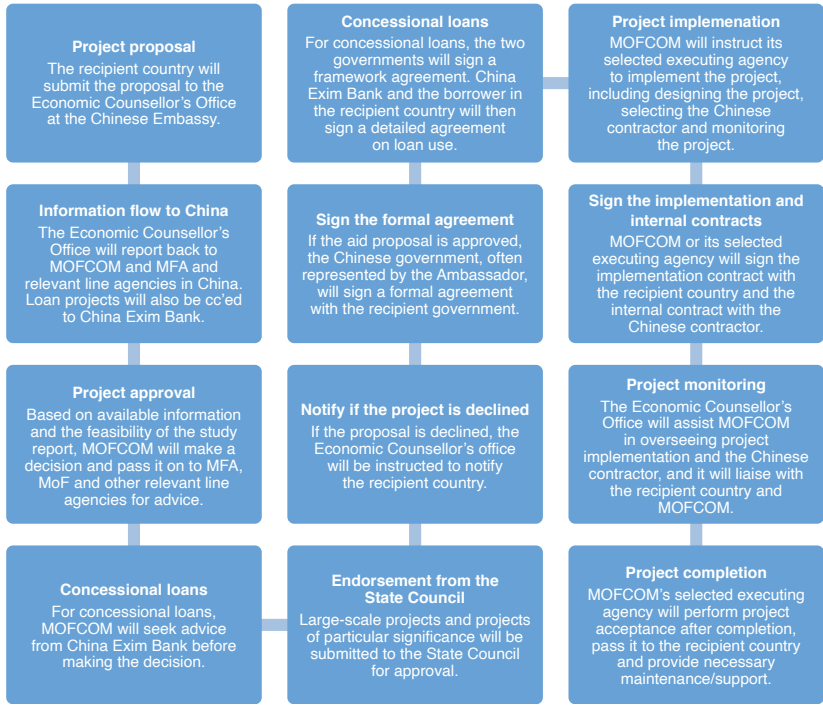 Project proposal
The recipient country will
submit the proposal to the
Economic Counsellor's Office
at the Chinese Embassy.
Information flow to China
The Economic Counsellor's
Office will report back to
MOFCOM and MFA and
relevant line agencies in China.
Loan projects will also be cc'ed
to China Exim Bank.
Project approval
Based on available information
and the feasibility of the study
report, MOFCOM will make a
decision and pass it on to MFA,
MoF and other relevant line
agencies for advice.
Concessional loans
For concessional loans,
MOFCOM will seek advice
from China Exim Bank before
making the decision.
Endorsement from the
State Council
Large-scale projects and projects
of particular significance will be
submitted to the State Council
for approval.
Notify if the project is declined
If the proposal is declined, the
Economic Counsellor's office
will be instructed to notify
the recipient country.
Sign the formal agreement
If the aid proposal is approved,
the Chinese government, often
represented by the Ambassador,
will sign a formal agreement
with the recipient government.
Concessional loans
For concessional loans, the two
governments will sign a
framework agreement. China
Exim Bank and the borrower in
the recipient country will then
sign a detailed agreement
on loan use.
Project implemenation
MOFCOM will instruct its
selected executing agency
to implement the project,
including designing the project,
selecting the Chinese
contractor and monitoring
the project.
Sign the implementation and
internal contracts
MOFCOM or its selected
executing agency will sign the
implementation contract with
the recipient country and the
internal contract with the
Chinese contractor.
Project monitoring
The Economic Counsellor's
Office will assist MOFCOM
in overseeing project
implementation and the Chinese
contractor, and it will liaise with
the recipient country and
MOFCOM.
Project completion
MOFCOM's selected executing
agency will perform project
acceptance after completion,
pass it to the recipient country
and provide necessary
maintenance/support.